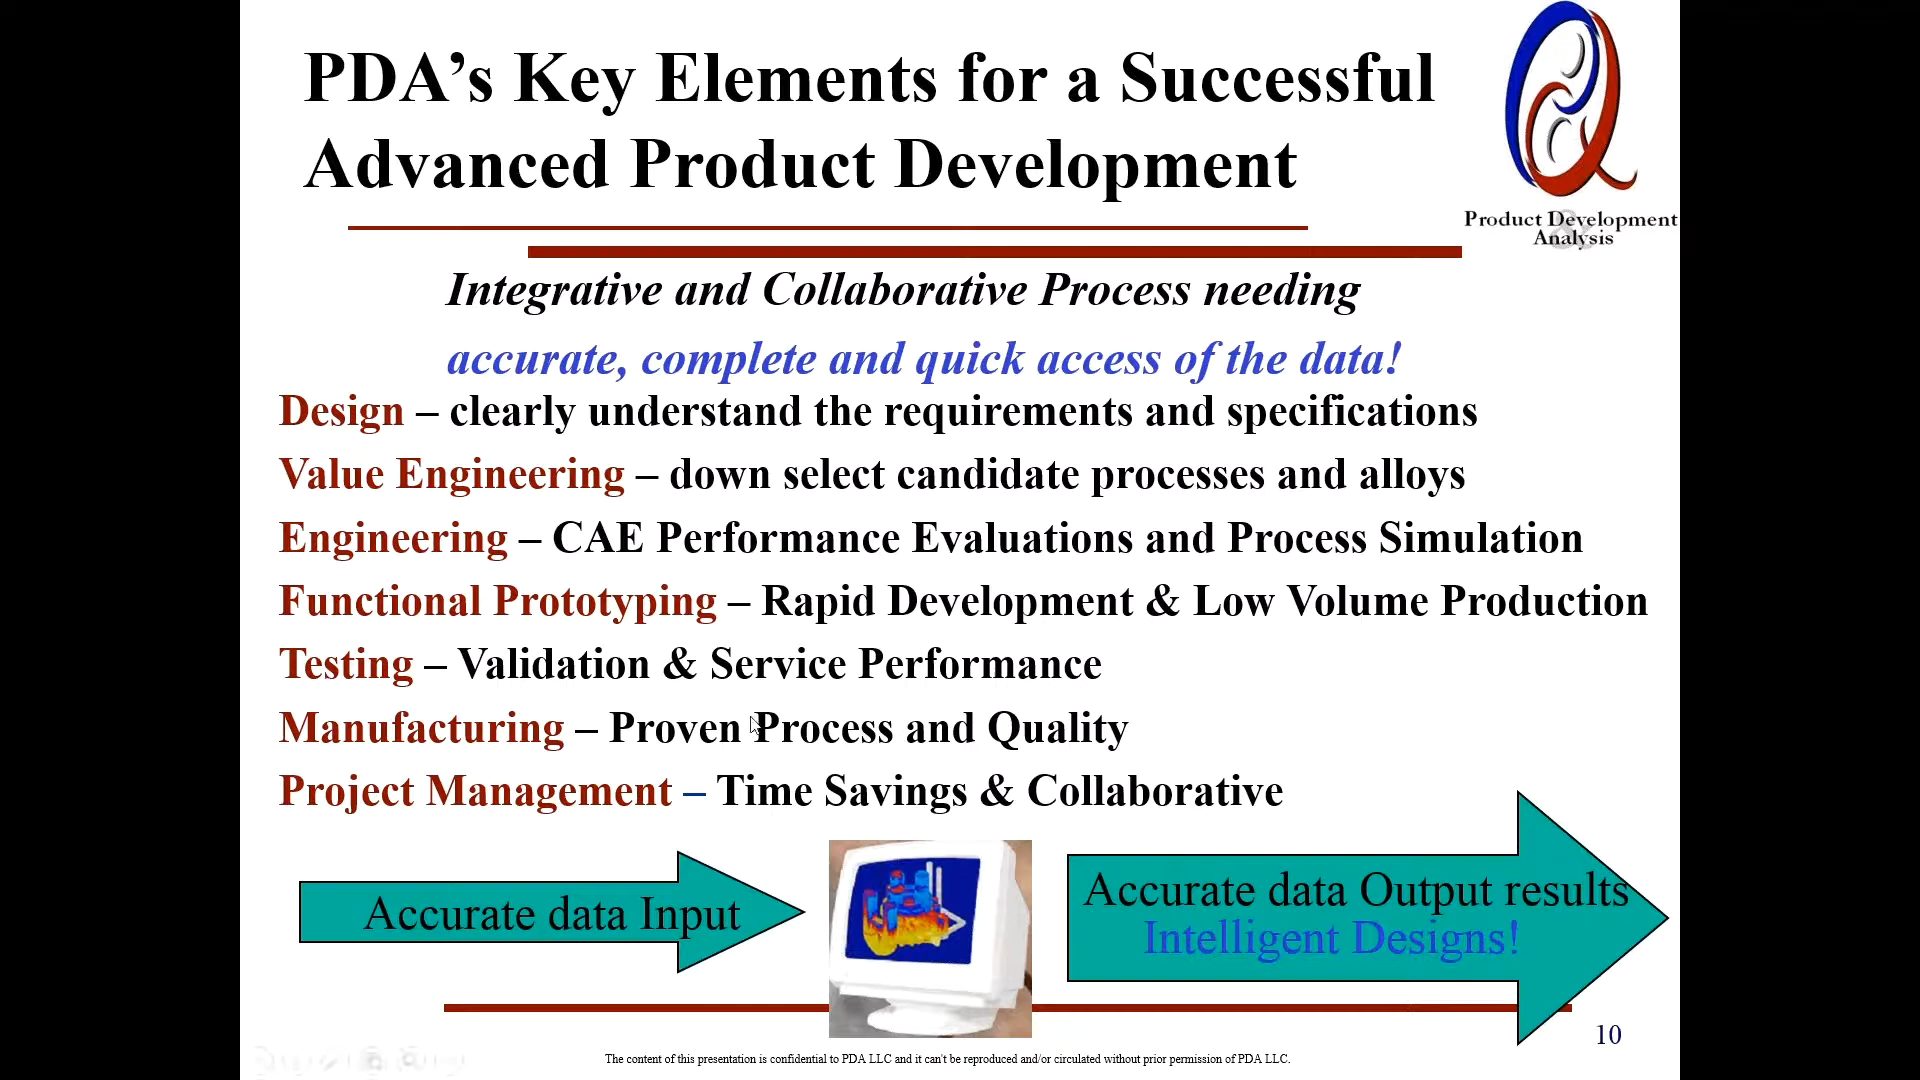 PDA’s Key Elements for a Successful
Advanced Product Development
Product Development
&
Analysis
Integrative and Collaborative Process needing
accurate, complete and quick access of the data!
Design – clearly understand the requirements and specifications
Value Engineering – down select candidate processes and alloys
Engineering – CAE Performance Evaluations and Process Simulation
Functional Prototyping – Rapid Development & Low Volume Production
Testing – Validation & Service Performance
Manufacturing – Proven Process and Quality
Project Management – Time Savings & Collaborative
Accurate data Input
Accurate data Output results
Intelligent Designs!
10
The content of this presentation is confidential to PDA LLC and it can't be reproduced and/or circulated without prior permission of PDA LLC.